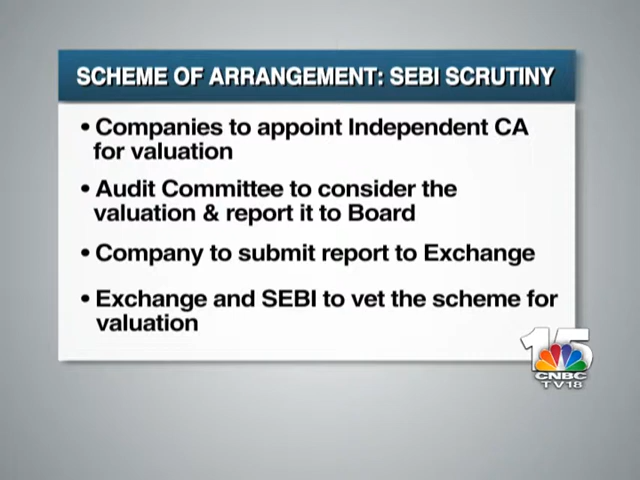 SCHEME OF ARRANGEMENT: SEBI SCRUTINY
• Companies to appoint Independent CA
for valuation
• Audit Committee to consider the
valuation & report it to Board
• Company to submit report to Exchange
• Exchange and SEBI to vet the scheme for
valuation
15
CNBC
TV18